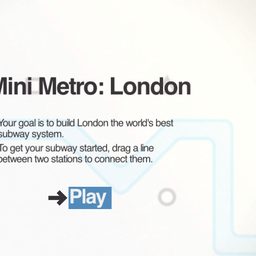 Mini Metro: London
Your goal is to build London the world's best
subway system.
To get your subway started, drag a line
between two stations to connect them.
Play